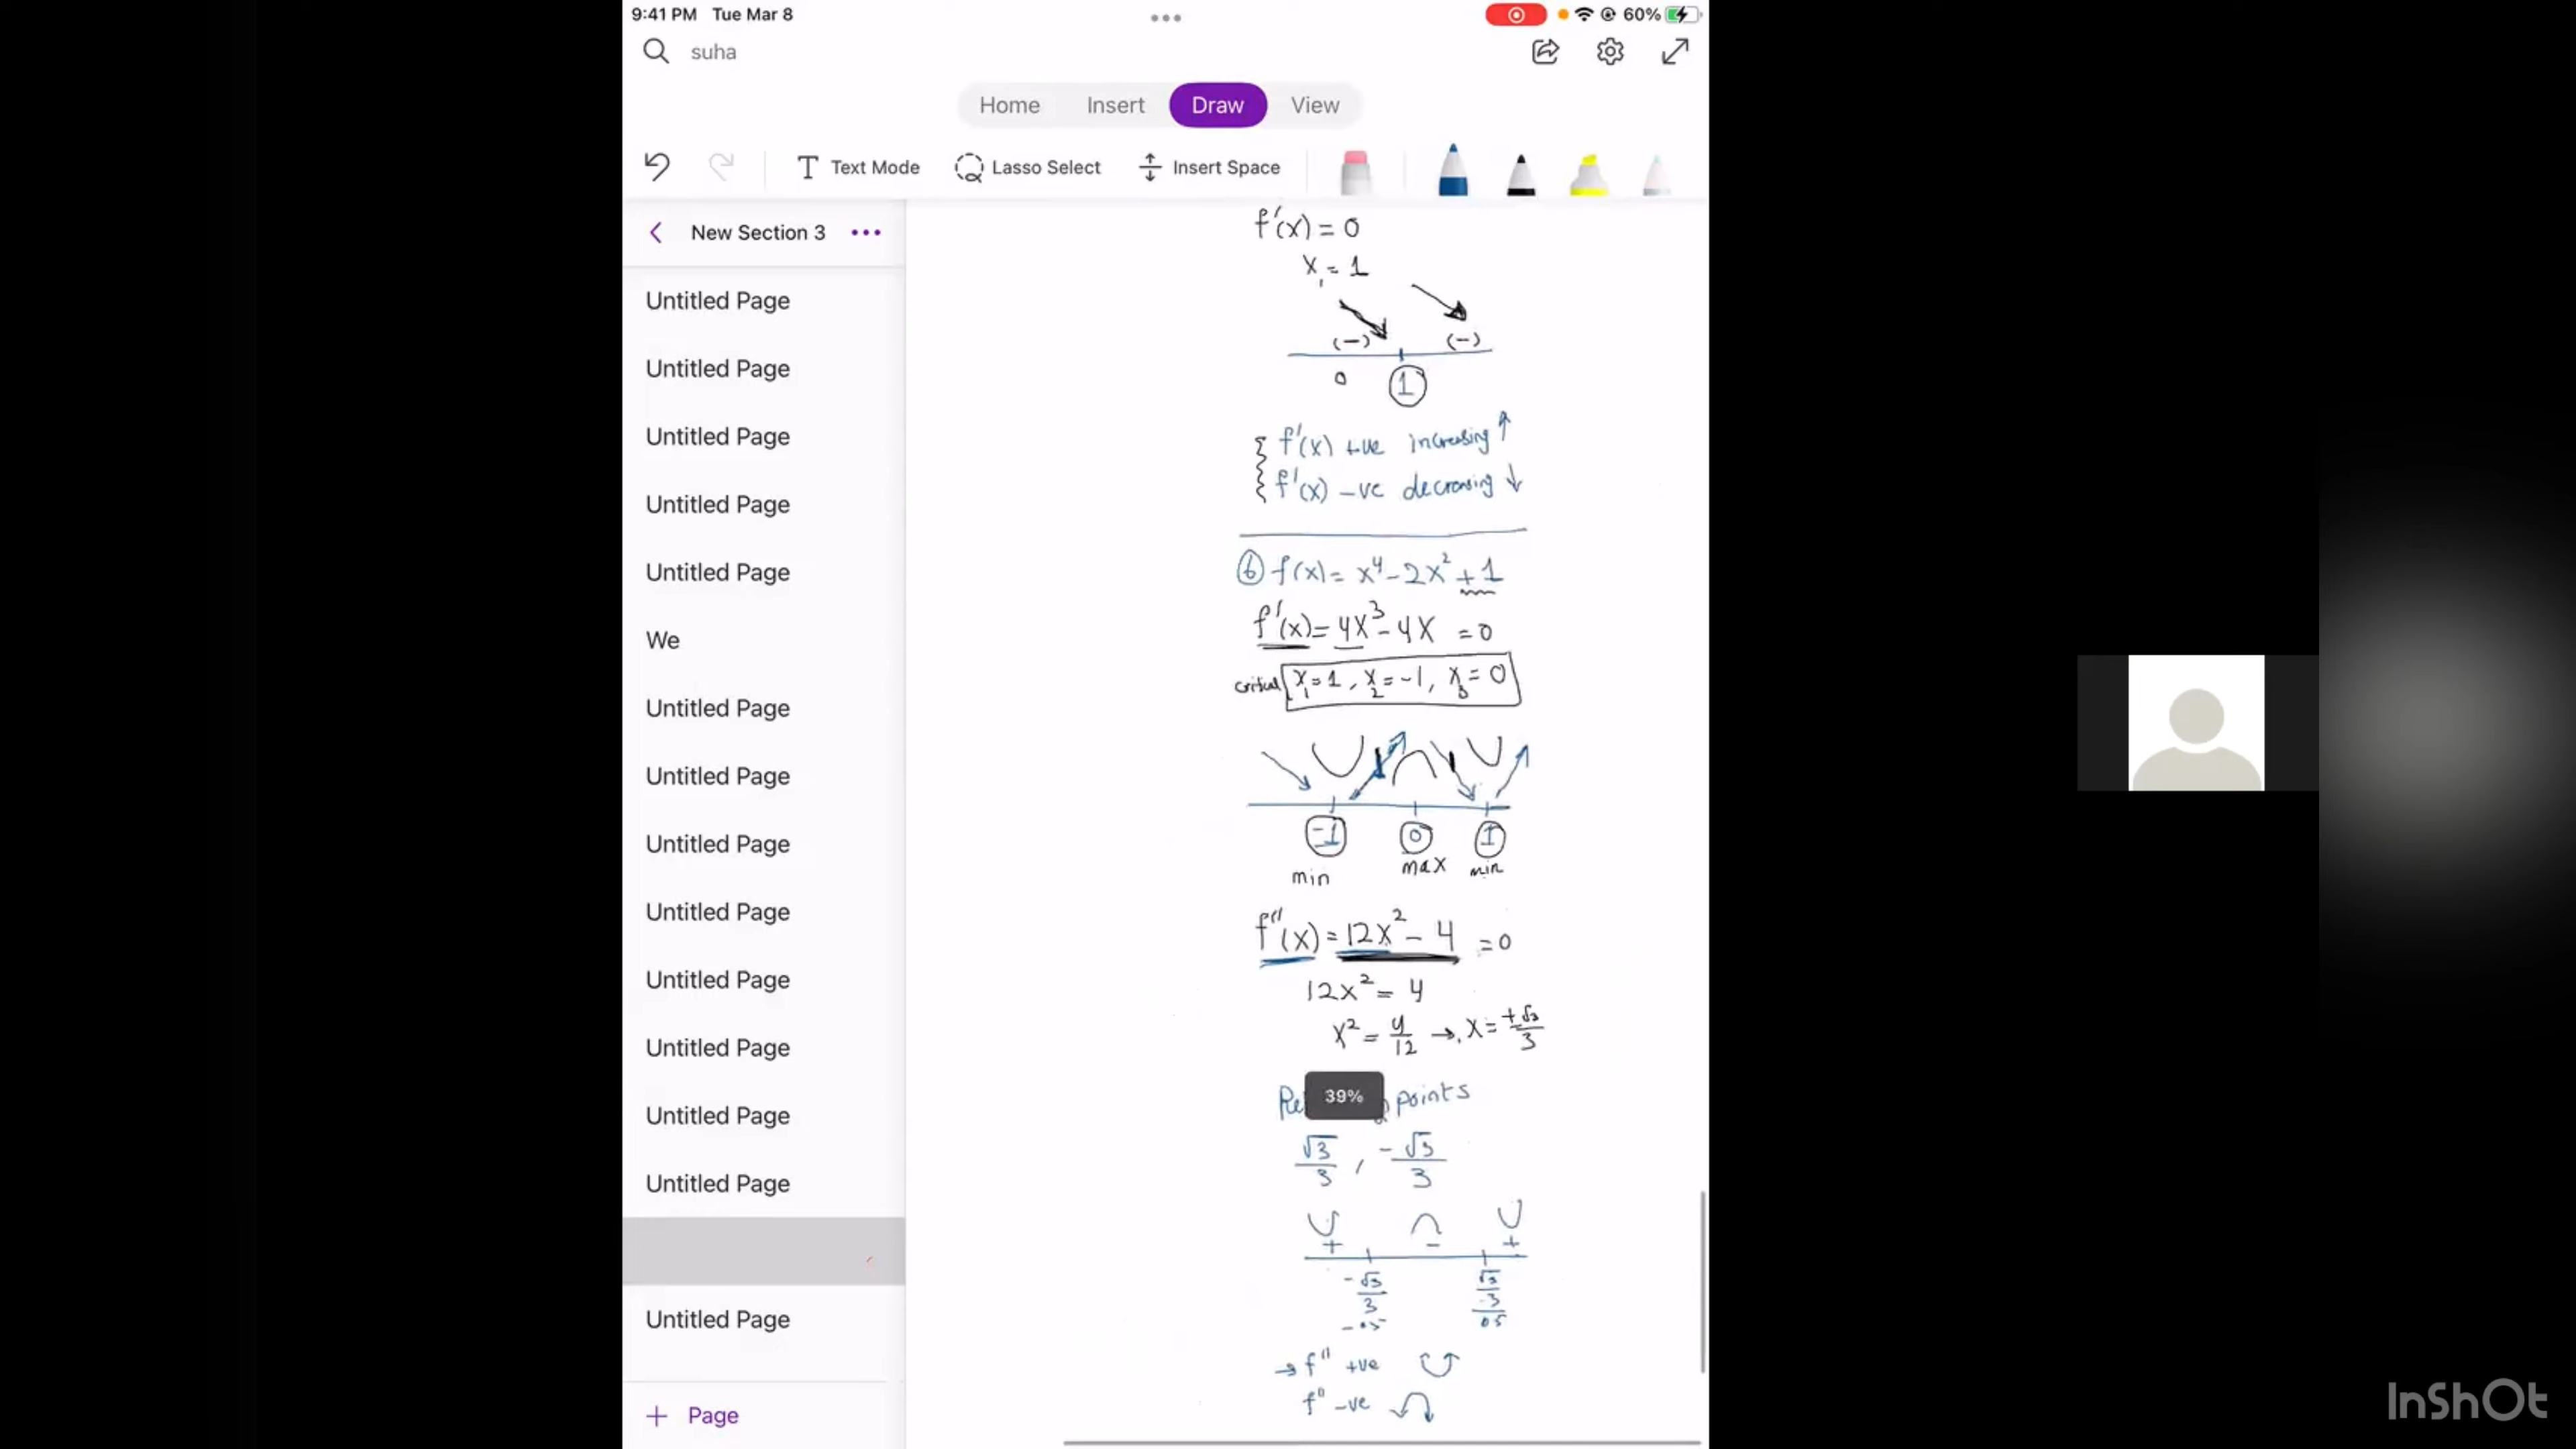 9:41 PM Tue Mar 8
60%
suha
Home Insert Draw View
Text Mode Lasso Select Insert Space
New Section 3
Untitled Page
Untitled Page
Untitled Page
Untitled Page
Untitled Page
We
Untitled Page
Untitled Page
Untitled Page
Untitled Page
Untitled Page
Untitled Page
Untitled Page
Untitled Page
Untitled Page
+ Page
f'(x) = 0
x₁ = 1
(−) (−)
0 1
f'(x) +ve increasing ↑
f'(x) −ve decreasing ↓
⑥ f(x) = x⁴ − 2x² + 1
f'(x) = 4x³ − 4x = 0
critical x₁ = 1, x₂ = −1, x₃ = 0
−1 0 1
min max min
f''(x) = 12x² − 4 = 0
12x² = 4
x² = 4/12 → x = ±√3/3
39% points
√3/3 , −√3/3
+ − +
−√3/3 √3/3
→ f'' +ve
f'' −ve
InShOt